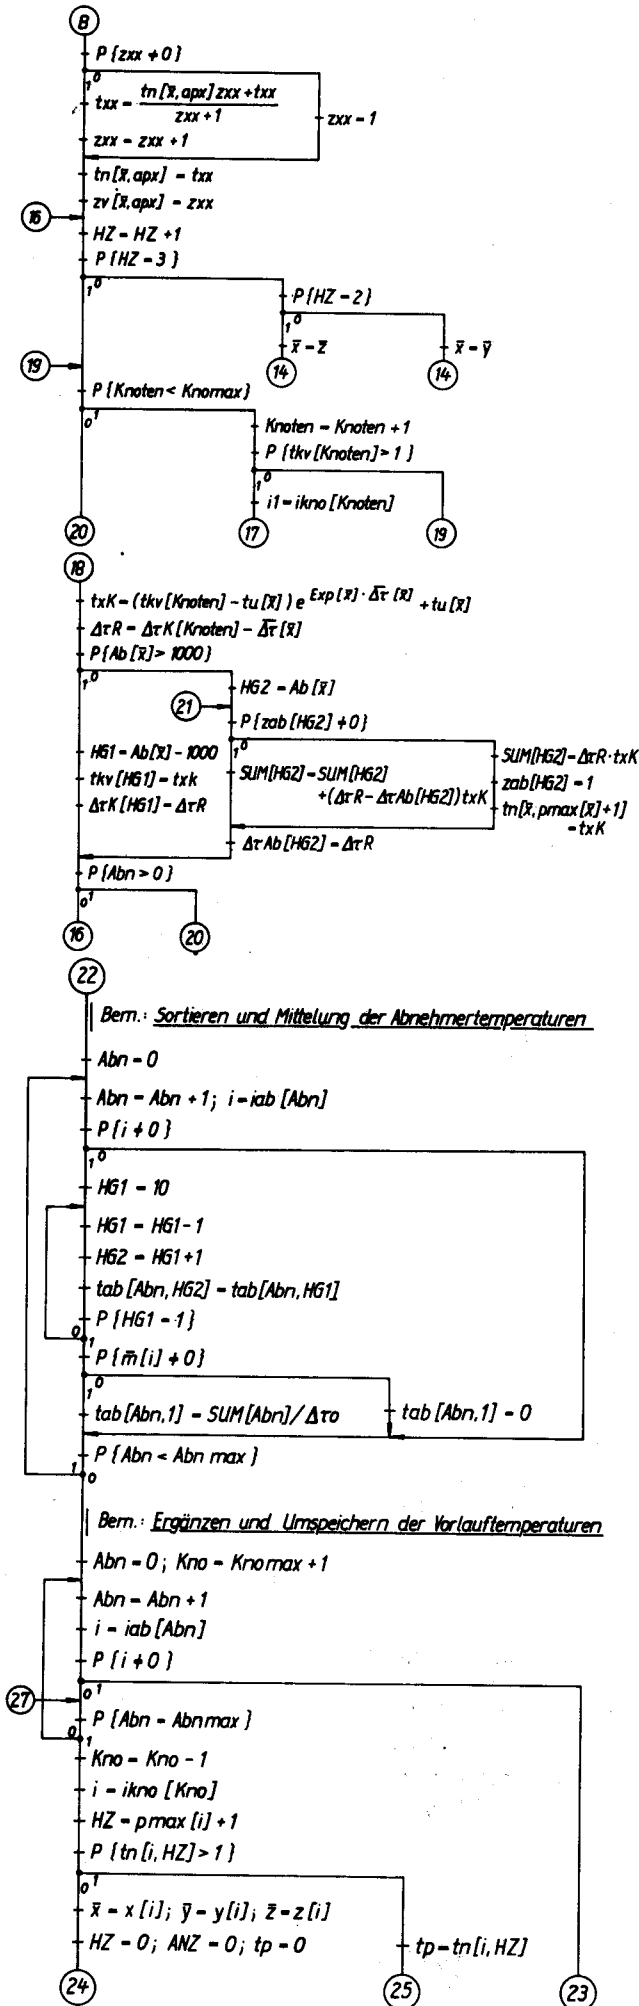 B
P{zxx ≠ 0}
1 0
txx = tn[x̄, apx] zxx + txx
zxx + 1
zxx = 1
zxx = zxx + 1
tn[x̄, apx] = txx
zv[x̄, apx] = zxx
16
HZ = HZ + 1
P{HZ = 3}
1 0
P{HZ = 2}
1 0
x̄ = z̄
x̄ = ȳ
19
14
14
P{Knoten < Knomax}
0 1
Knoten = Knoten + 1
P{tkv[Knoten] > 1}
1 0
i1 = ikno[Knoten]
20
17
19
18
txK = (tkv[Knoten] - tu[x̄]) e Exp[x̄] · Δτ̄[x̄] + tu[x̄]
ΔτR = ΔτK[Knoten] - Δτ̄[x̄]
P{Ab[x̄] > 1000}
1 0
HG2 = Ab[x̄]
21
P{zab[HG2] ≠ 0}
1 0
HG1 = Ab[x̄] - 1000
SUM[HG2] = ΔτR · txK
tkv[HG1] = txk
SUM[HG2] = SUM[HG2]
zab[HG2] = 1
ΔτK[HG1] = ΔτR
+ (ΔτR - ΔτAb[HG2]) txK
tn[x̄, pmax[x̄]+1]
= txK
ΔτAb[HG2] = ΔτR
P{Abn > 0}
0 1
16
20
22
Bem.: Sortieren und Mittelung der Abnehmertemperaturen
Abn = 0
Abn = Abn + 1; i = iab [Abn]
P{i ≠ 0}
1 0
HG1 = 10
HG1 = HG1 - 1
HG2 = HG1 + 1
tab [Abn, HG2] = tab [Abn, HG1]
P{HG1 = 1}
0 1
P{m̄[i] ≠ 0}
1 0
tab [Abn, 1] = SUM[Abn] / Δτo
tab [Abn, 1] = 0
P{Abn < Abn max}
1 0
Bem.: Ergänzen und Umspeichern der Vorlauftemperaturen
Abn = 0; Kno = Knomax + 1
Abn = Abn + 1
i = iab [Abn]
P{i ≠ 0}
0 1
27
P{Abn = Abnmax}
0 1
Kno = Kno - 1
i = ikno [Kno]
HZ = pmax [i] + 1
P{tn[i, HZ] > 1}
0 1
x̄ = x[i]; ȳ = y[i]; z̄ = z[i]
HZ = 0; ANZ = 0; tp = 0
tp = tn[i, HZ]
24
25
23